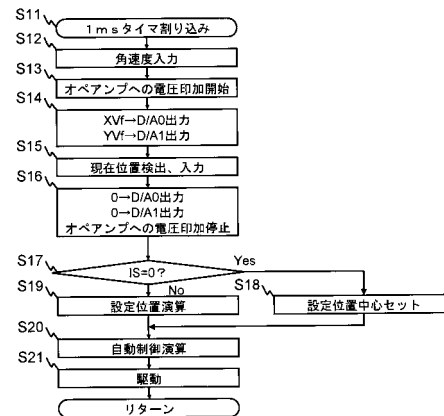 S11
1msタイマ割り込み
S12
角速度入力
S13
オペアンプへの電圧印加開始
S14
XVf→D/A0出力
YVf→D/A1出力
S15
現在位置検出、入力
S16
0→D/A0出力
0→D/A1出力
オペアンプへの電圧印加停止
S17
IS=0?
Yes
No
S18
設定位置中心セット
S19
設定位置演算
S20
自動制御演算
S21
駆動
リターン